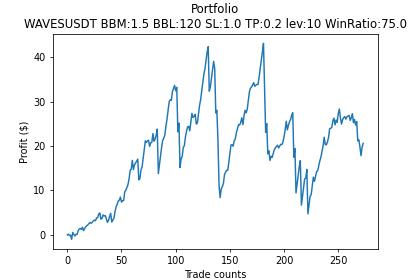 Portfolio
WAVESUSDT BBM:1.5 BBL:120 SL:1.0 TP:0.2 lev:10 WinRatio:75.0
Profit ($)
40
30
20
10
0
0 50 100 150 200 250
Trade counts